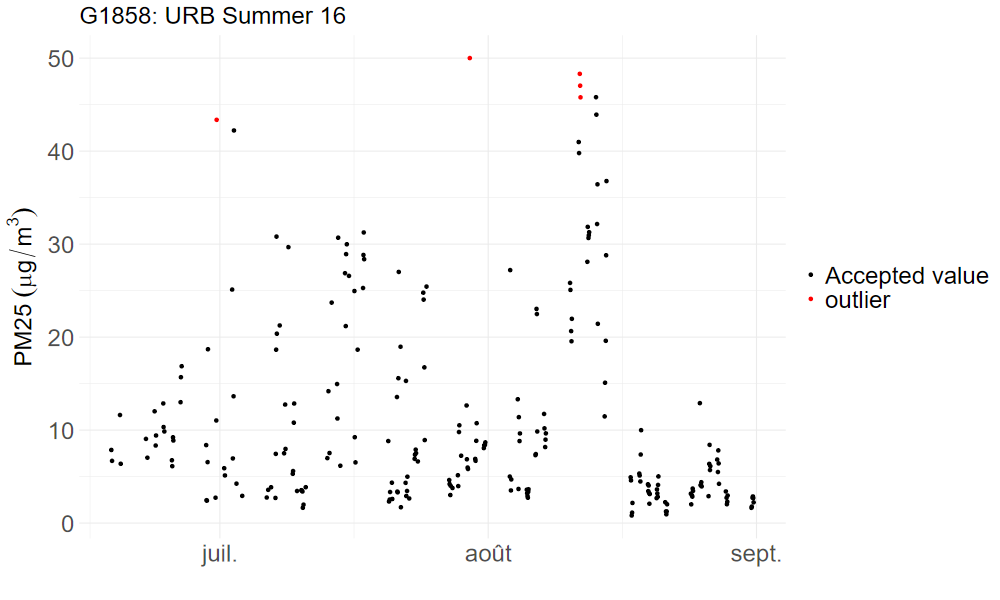 G1858: URB Summer 16
PM25 (μg/m³)
50
40
30
20
10
0
juil.
août
sept.
Accepted value
outlier